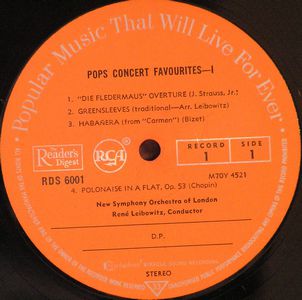 Popular Music That Will Live For Ever
POPS CONCERT FAVOURITES—I
1. "DIE FLEDERMAUS" OVERTURE (J. Strauss, Jr.)
2. GREENSLEEVES (traditional—Arr. Leibowitz)
3. HABAÑERA (from "Carmen") (Bizet)
The Reader's Digest
RCA
RECORD 1
SIDE 1
RDS 6001
M70Y 4521
4. POLONAISE IN A FLAT, Op. 53 (Chopin)
New Symphony Orchestra of London
René Leibowitz, Conductor
D.P.
STEREO
33